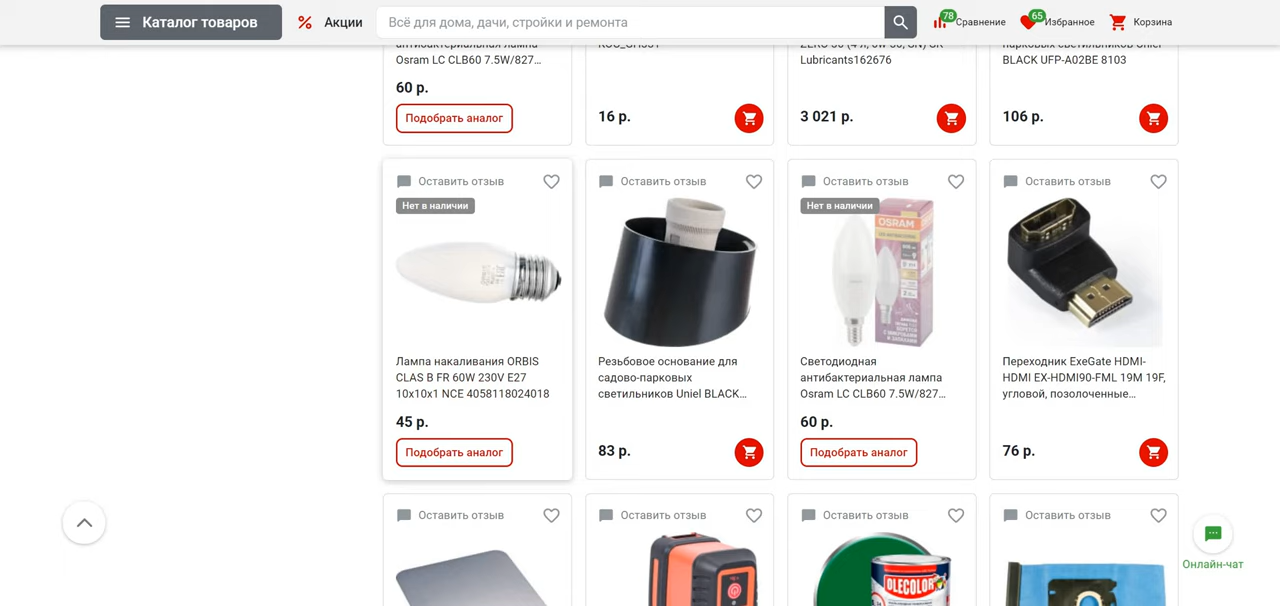 Каталог товаров
Акции
Всё для дома, дачи, стройки и ремонта
78
Сравнение
65
Избранное
Корзина
антибактериальная лампа
Osram LC CLB60 7.5W/827…
60 р.
Подобрать аналог
16 р.
Lubricants162676
3 021 р.
парковых светильников Uniel
BLACK UFP-A02BE 8103
106 р.
Оставить отзыв
Нет в наличии
Лампа накаливания ORBIS
CLAS B FR 60W 230V E27
10x10x1 NCE 4058118024018
45 р.
Подобрать аналог
Оставить отзыв
Резьбовое основание для
садово-парковых
светильников Uniel BLACK…
83 р.
Оставить отзыв
Нет в наличии
OSRAM
Светодиодная
антибактериальная лампа
Osram LC CLB60 7.5W/827…
60 р.
Подобрать аналог
Оставить отзыв
Переходник ExeGate HDMI-
HDMI EX-HDMI90-FML 19M 19F,
угловой, позолоченные…
76 р.
Оставить отзыв
Оставить отзыв
Оставить отзыв
OLECOLOR
Оставить отзыв
Онлайн-чат